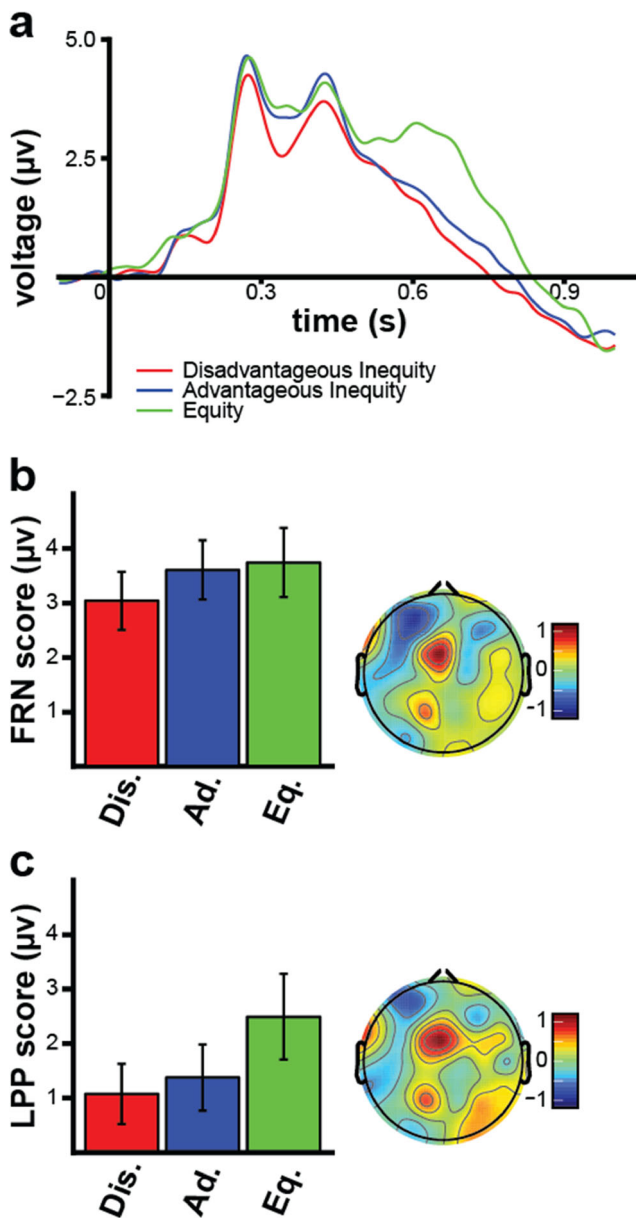 a
5.0
2.5
voltage (μv)
0
0.3
0.6
0.9
time (s)
−2.5
Disadvantageous Inequity
Advantageous Inequity
Equity
b
FRN score (μv)
4
3
2
1
Dis.
Ad.
Eq.
1
0
-1
c
LPP score (μv)
4
3
2
1
Dis.
Ad.
Eq.
1
0
-1